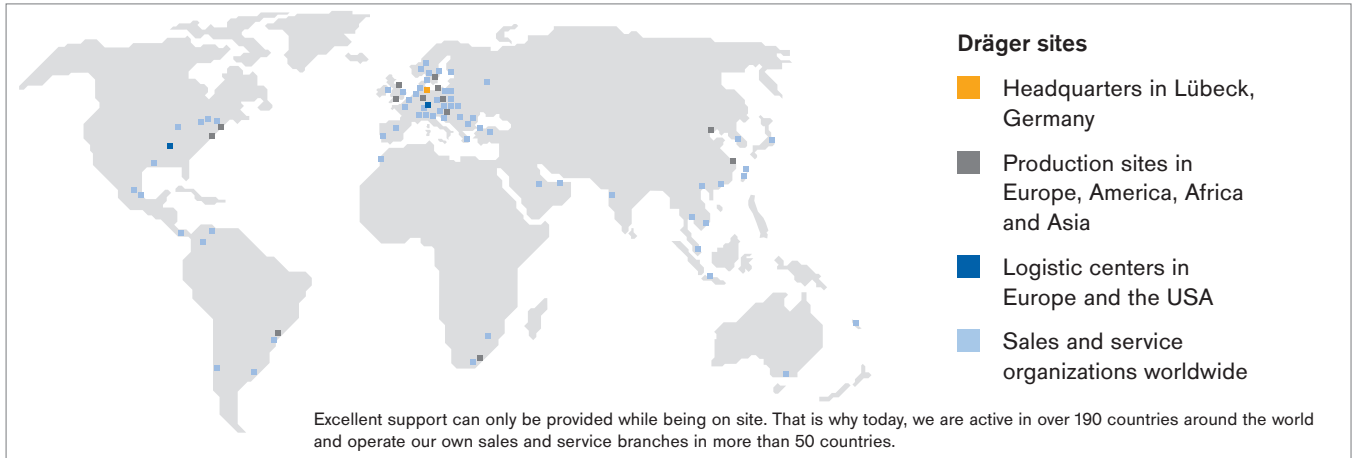 Dräger sites
Headquarters in Lübeck,
Germany
Production sites in
Europe, America, Africa
and Asia
Logistic centers in
Europe and the USA
Sales and service
organizations worldwide
Excellent support can only be provided while being on site. That is why today, we are active in over 190 countries around the world
and operate our own sales and service branches in more than 50 countries.